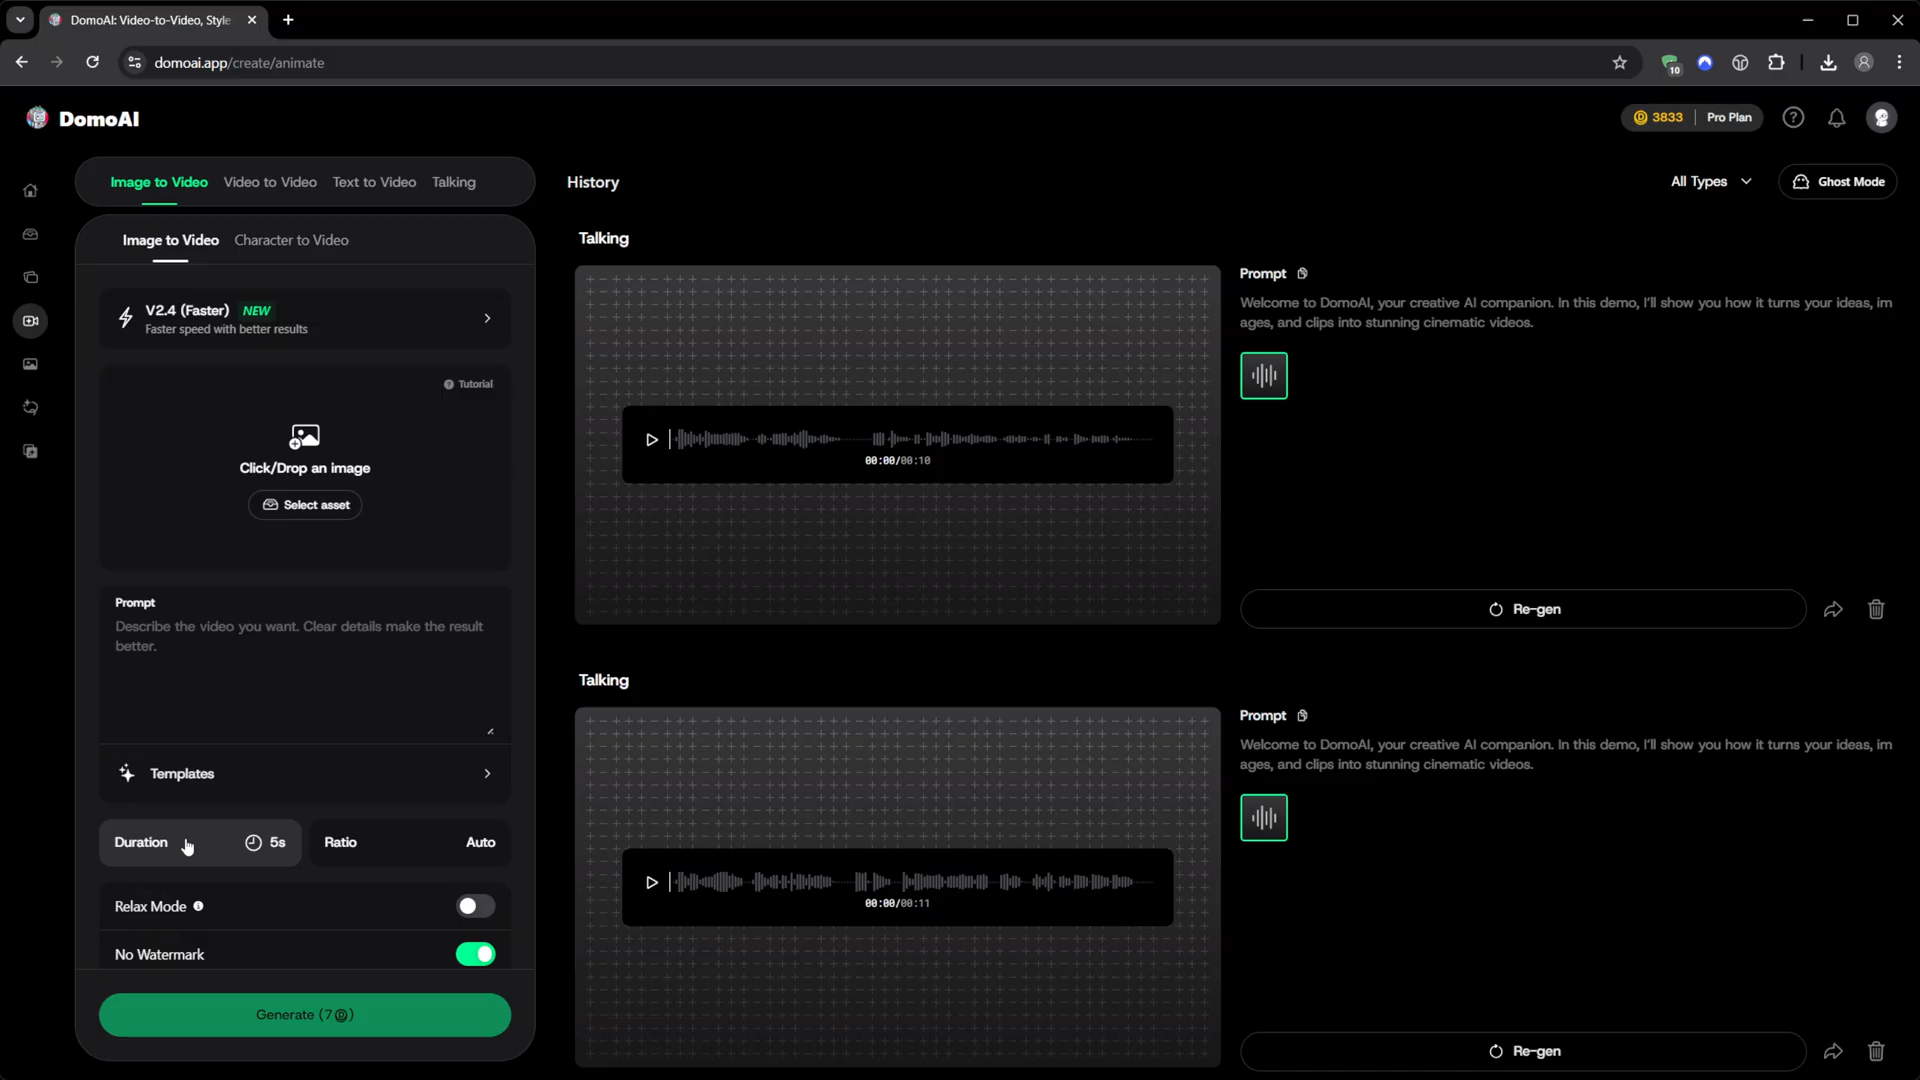 DomoAI: Video-to-Video, Style
domoai.app/create/animate
10
DomoAI
3833
Pro Plan
Image to Video
Video to Video
Text to Video
Talking
History
All Types
Ghost Mode
Image to Video
Character to Video
V2.4 (Faster) NEW
Faster speed with better results
Tutorial
Click/Drop an image
Select asset
Prompt
Describe the video you want. Clear details make the result
better.
Templates
Duration
5s
Ratio
Auto
Relax Mode
No Watermark
Generate (7)
Talking
00:00/00:10
Prompt
Welcome to DomoAI, your creative AI companion. In this demo, I'll show you how it turns your ideas, im
ages, and clips into stunning cinematic videos.
Re-gen
Talking
00:00/00:11
Prompt
Welcome to DomoAI, your creative AI companion. In this demo, I'll show you how it turns your ideas, im
ages, and clips into stunning cinematic videos.
Re-gen